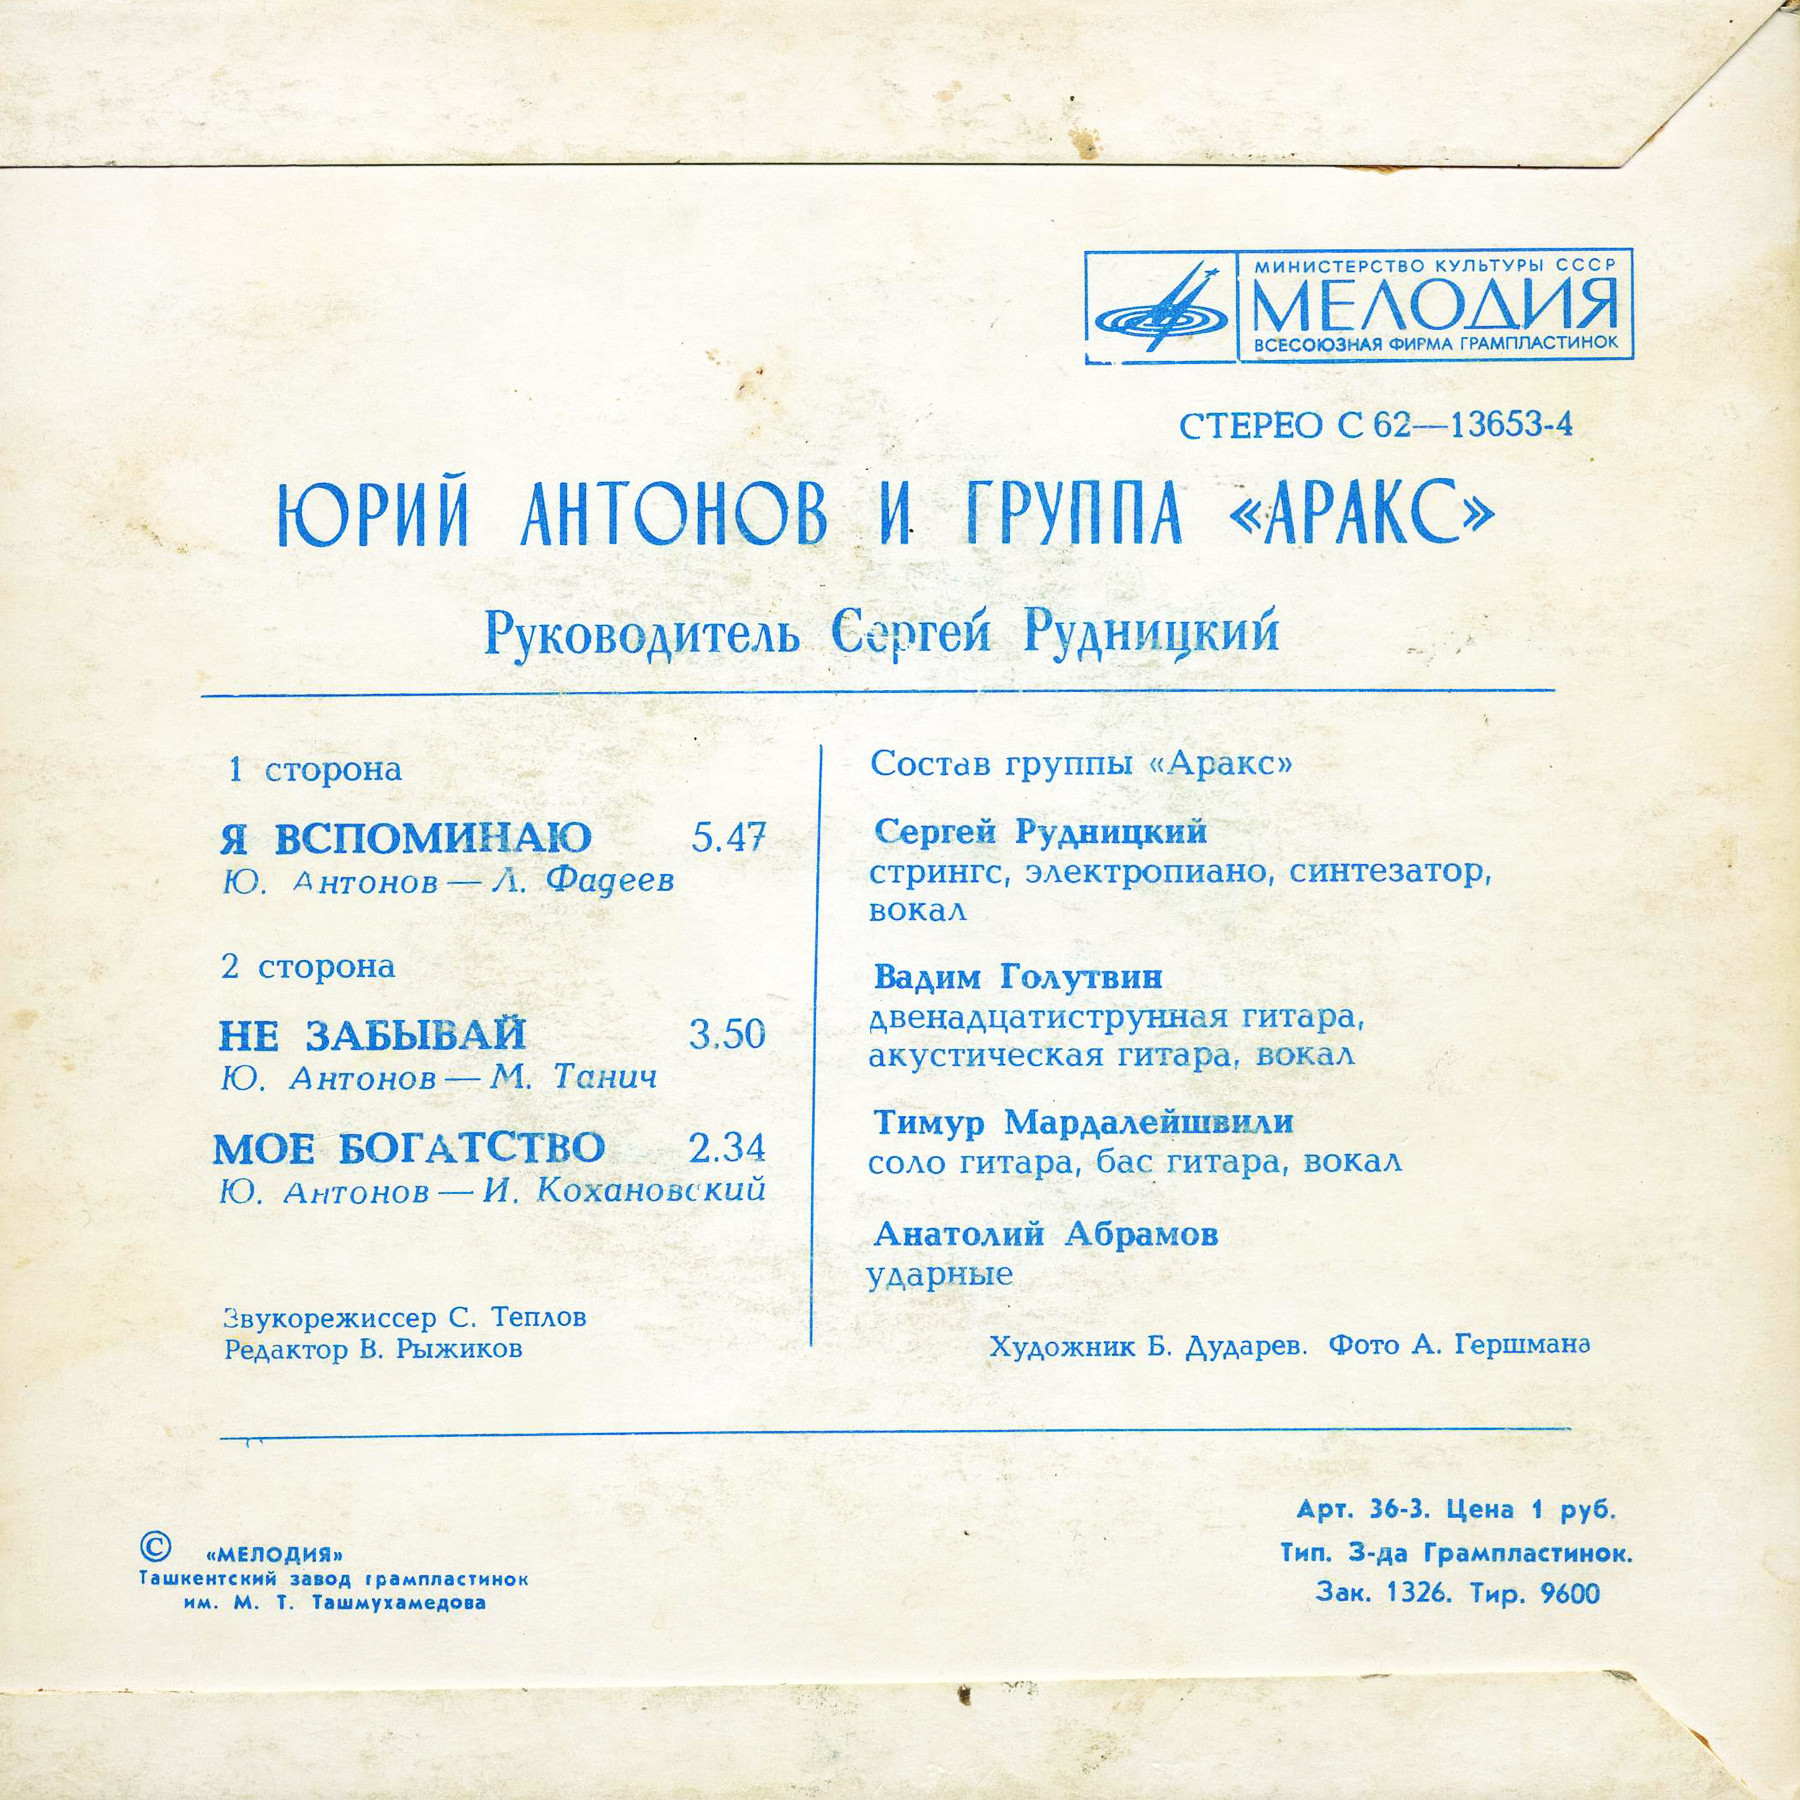 МИНИСТЕРСТВО КУЛЬТУРЫ СССР
МЕЛОДИЯ
ВСЕСОЮЗНАЯ ФИРМА ГРАМПЛАСТИНОК
СТЕРЕО С 62—13653-4
ЮРИЙ АНТОНОВ И ГРУППА «АРАКС»
Руководитель Сергей Рудницкий
1 сторона
Я ВСПОМИНАЮ 5.47
Ю. Антонов — Л. Фадеев
2 сторона
НЕ ЗАБЫВАЙ 3.50
Ю. Антонов — М. Танич
МОЕ БОГАТСТВО 2.34
Ю. Антонов — И. Кохановский
Звукорежиссер С. Теплов
Редактор В. Рыжиков
Состав группы «Аракс»
Сергей Рудницкий
стрингс, электропиано, синтезатор,
вокал
Вадим Голутвин
двенадцатиструнная гитара,
акустическая гитара, вокал
Тимур Мардалейшвили
соло гитара, бас гитара, вокал
Анатолий Абрамов
ударные
Художник Б. Дударев. Фото А. Гершмана
© «МЕЛОДИЯ»
Ташкентский завод грампластинок
им. М. Т. Ташмухамедова
Арт. 36-3. Цена 1 руб.
Тип. З-да Грампластинок.
Зак. 1326. Тир. 9600